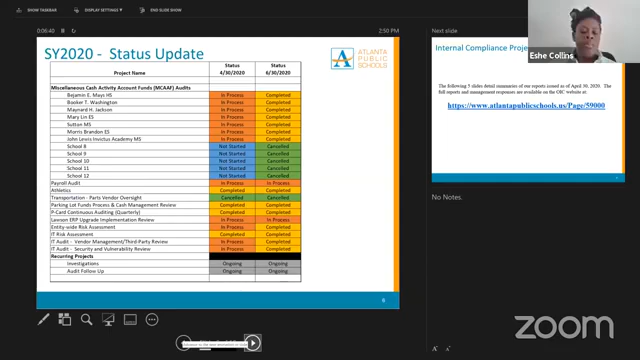 SHOW TASKBAR
DISPLAY SETTINGS
END SLIDE SHOW
0:06:40
2:50 PM
Next slide
SY2020 - Status Update
ATLANTA
PUBLIC
SCHOOLS
Project Name
Status
4/30/2020
Status
6/30/2020
Miscellaneous Cash Activity Account Funds (MCAAF) Audits
Bejamin E. Mays HS In Process Completed
Booker T. Washington In Process Completed
Maynard H. Jackson In Process Completed
Mary Lin ES In Process Completed
Sutton MS In Process Completed
Morris Brandon ES In Process Completed
John Lewis Invictus Academy MS In Process Completed
School 8 Not Started Cancelled
School 9 Not Started Cancelled
School 10 Not Started Cancelled
School 11 Not Started Cancelled
School 12 Not Started Cancelled
Payroll Audit In Process In Process
Athletics Completed Completed
Transportation - Parts Vendor Oversight Cancelled Cancelled
Parking Lot Funds Process & Cash Management Review Completed Completed
P-Card Continuous Auditing (Quarterly) Completed Completed
Lawson ERP Upgrade Implementation Review In Process In Process
Entity-wide Risk Assessment In Process Completed
IT Risk Assessment Completed Completed
IT Audit - Vendor Management/Third-Party Review In Process Completed
IT Audit - Security and Vulnerability Review In Process Completed
Recurring Projects
Investigations Ongoing Ongoing
Audit Follow Up Ongoing Ongoing
6
Internal Compliance Proje
Eshe Collins
The following 5 slides detail summaries of our reports issued as of April 30, 2020. The
full reports and management responses are available on the OIC website at:
https://www.atlantapublicschools.us/Page/59000
No Notes.
zoom